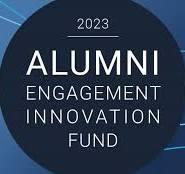 2023
ALUMNI
ENGAGEMENT
INNOVATION
FUND